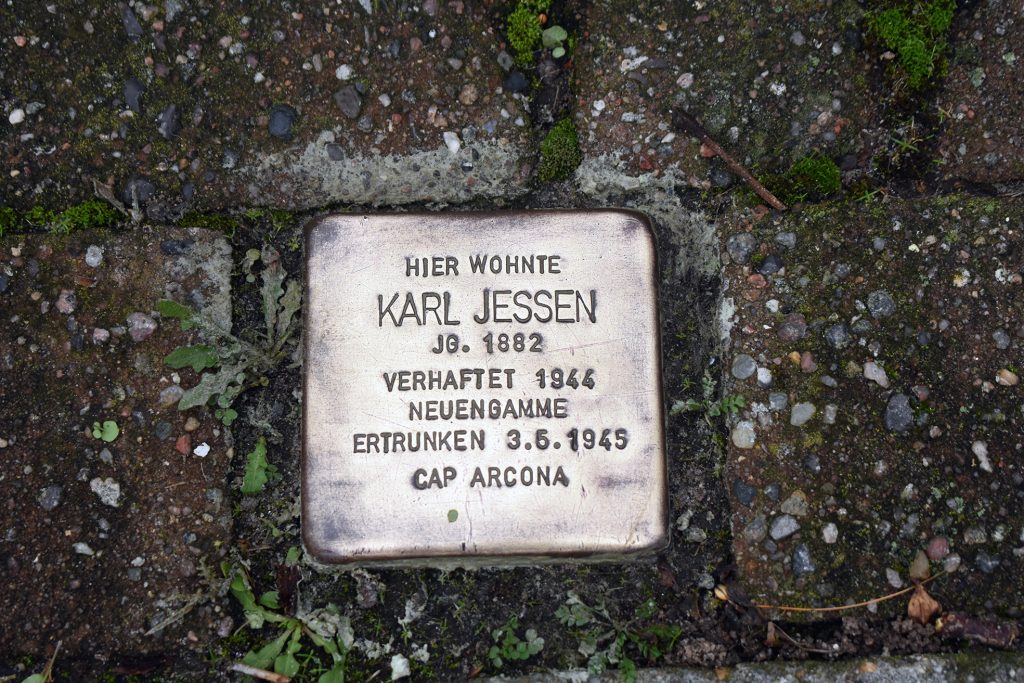 HIER WOHNTE
KARL JESSEN
JG. 1882
VERHAFTET 1944
NEUENGAMME
ERTRUNKEN 3.5.1945
CAP ARCONA